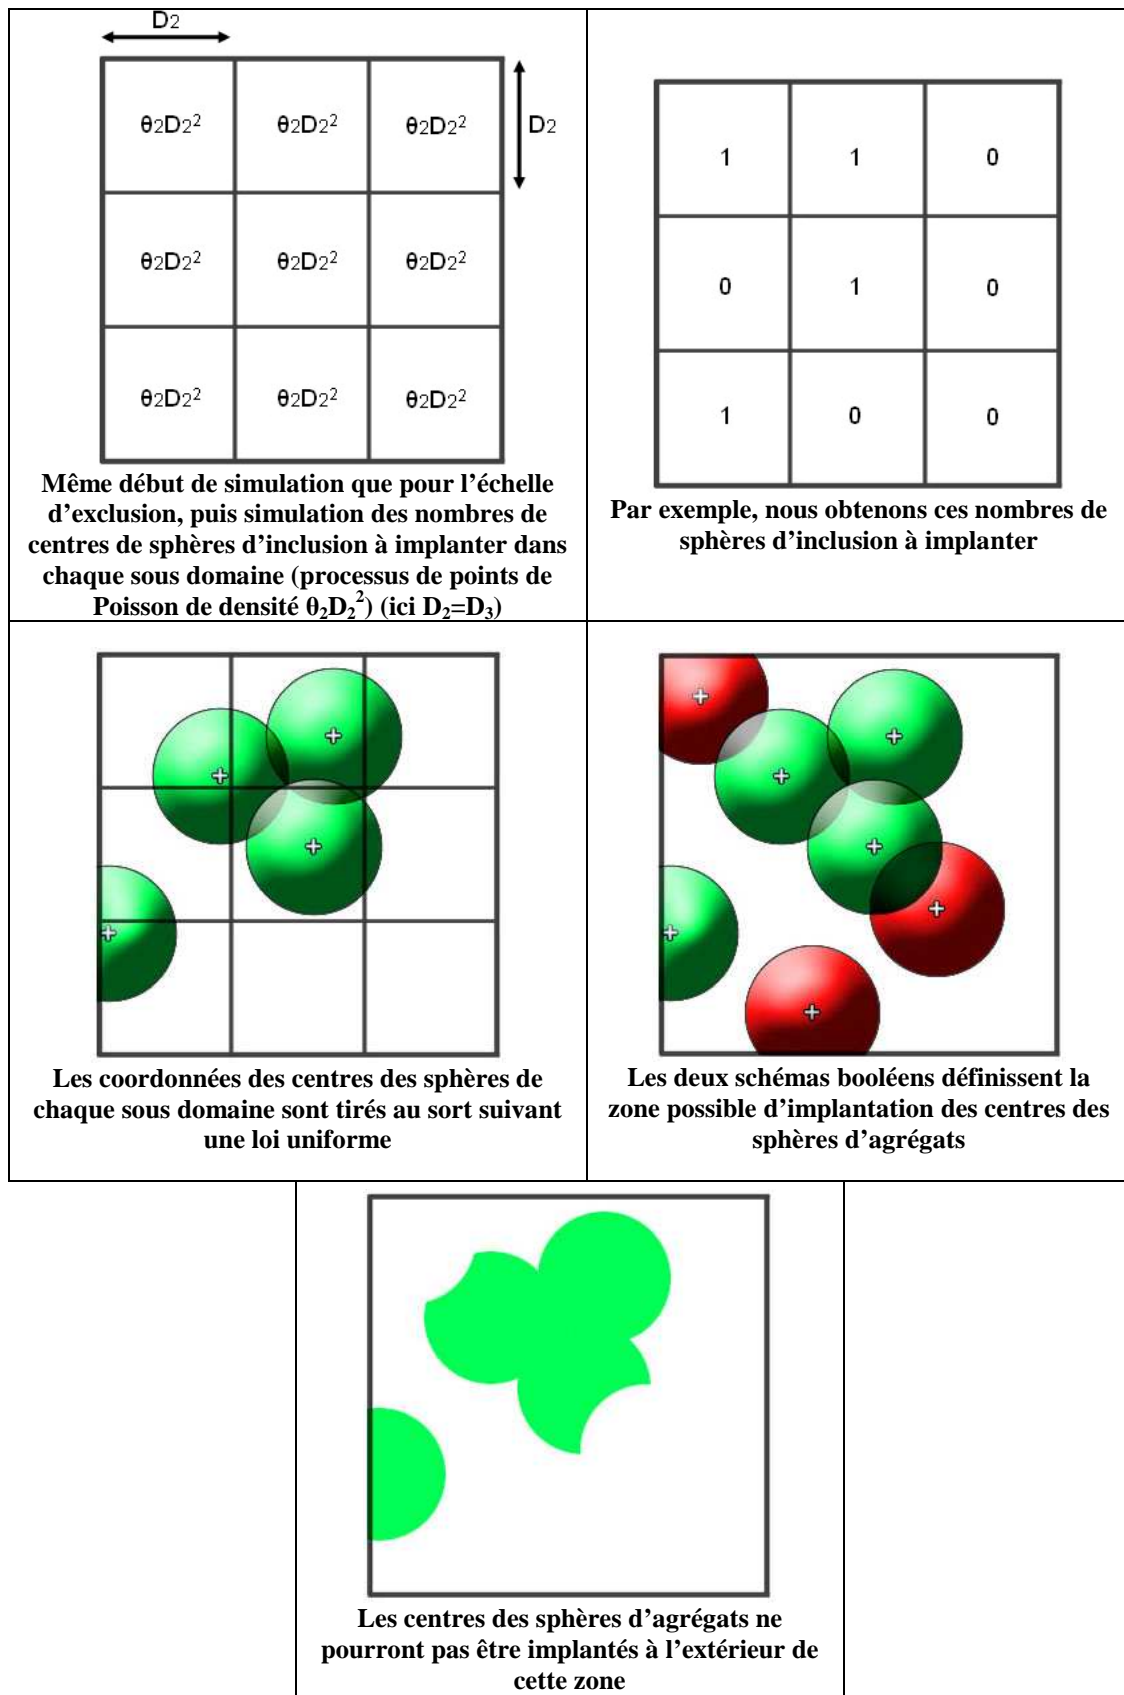 D2
D2
θ2D2² θ2D2² θ2D2²
θ2D2² θ2D2² θ2D2²
θ2D2² θ2D2² θ2D2²
Même début de simulation que pour l’échelle
d’exclusion, puis simulation des nombres de
centres de sphères d’inclusion à implanter dans
chaque sous domaine (processus de points de
Poisson de densité θ₂D₂²) (ici D₂=D₃)
1 1 0
0 1 0
1 0 0
Par exemple, nous obtenons ces nombres de
sphères d’inclusion à implanter
Les coordonnées des centres des sphères de
chaque sous domaine sont tirés au sort suivant
une loi uniforme
Les deux schémas booléens définissent la
zone possible d’implantation des centres des
sphères d’agrégats
Les centres des sphères d’agrégats ne
pourront pas être implantés à l’extérieur de
cette zone